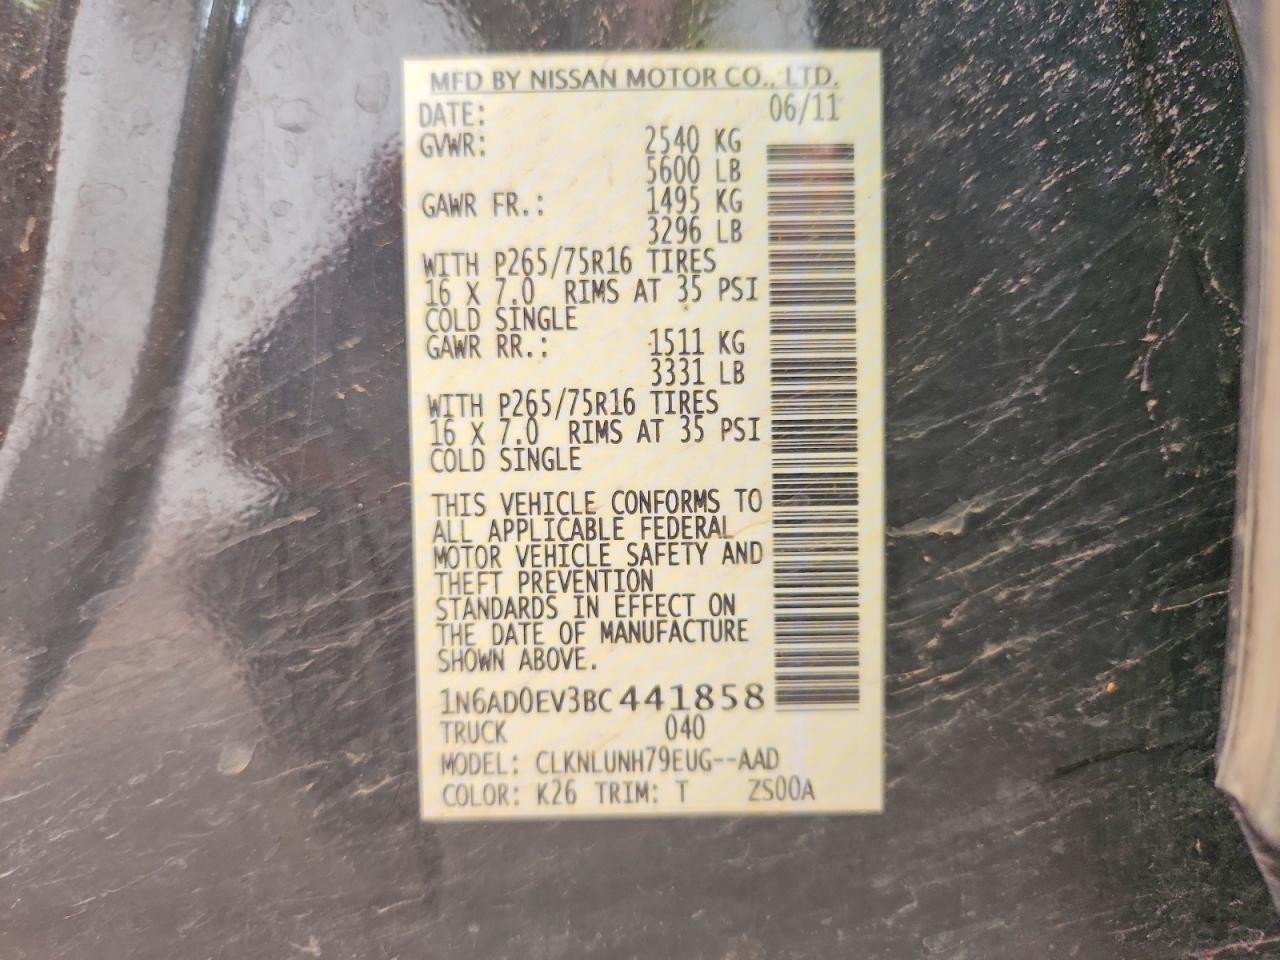 MFD BY NISSAN MOTOR CO., LTD.
DATE: 06/11
GVWR: 2540 KG
5600 LB
GAWR FR.: 1495 KG
3296 LB
WITH P265/75R16 TIRES
16 X 7.0 RIMS AT 35 PSI
COLD SINGLE
GAWR RR.: 1511 KG
3331 LB
WITH P265/75R16 TIRES
16 X 7.0 RIMS AT 35 PSI
COLD SINGLE
THIS VEHICLE CONFORMS TO
ALL APPLICABLE FEDERAL
MOTOR VEHICLE SAFETY AND
THEFT PREVENTION
STANDARDS IN EFFECT ON
THE DATE OF MANUFACTURE
SHOWN ABOVE.
1N6AD0EV3BC441858
TRUCK 040
MODEL: CLKNLUNH79EUG--AAD
COLOR: K26 TRIM: T ZS00A